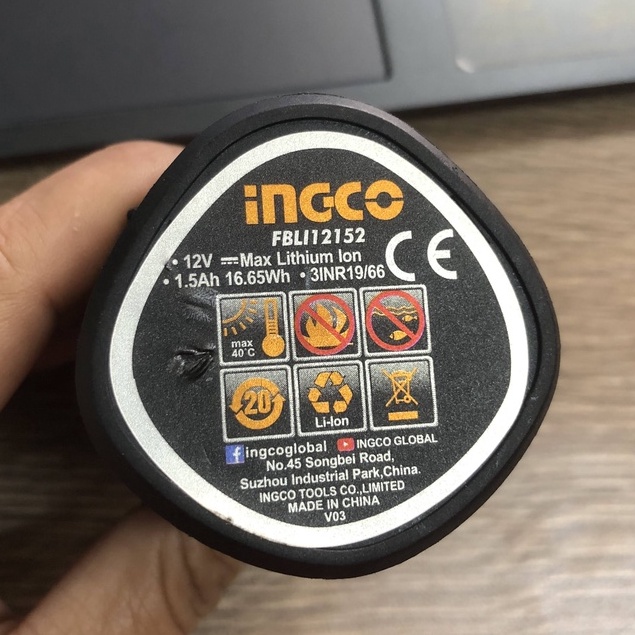 INGCO
FBLI12152
• 12V ⎓Max Lithium Ion
• 1.5Ah 16.65Wh • 3INR19/66
CE
max
40°C
20
Li-Ion
f ingcoglobal INGCO GLOBAL
No.45 Songbei Road,
Suzhou Industrial Park,China.
INGCO TOOLS CO.,LIMITED
MADE IN CHINA
V03